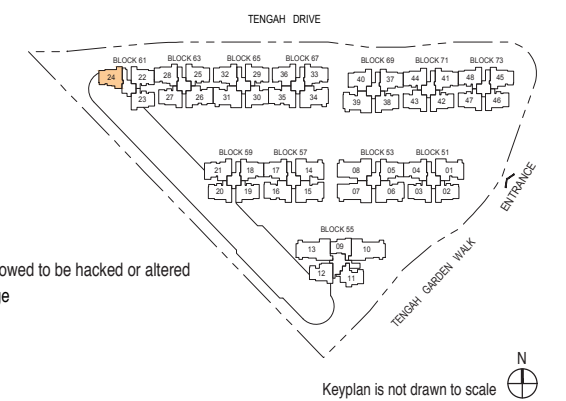 TENGAH DRIVE
BLOCK 61 BLOCK 63 BLOCK 65 BLOCK 67 BLOCK 69 BLOCK 71 BLOCK 73
24 22 28 25 32 29 36 33 40 37 44 41 48 45
23 27 26 31 30 35 34 39 38 43 42 47 46
BLOCK 59 BLOCK 57 BLOCK 53 BLOCK 51
21 18 17 14 08 05 04 01
20 19 16 15 07 06 03 02
ENTRANCE
BLOCK 55
13 09 10
12 11
TENGAH GARDEN WALK
owed to be hacked or altered
ge
N
Keyplan is not drawn to scale